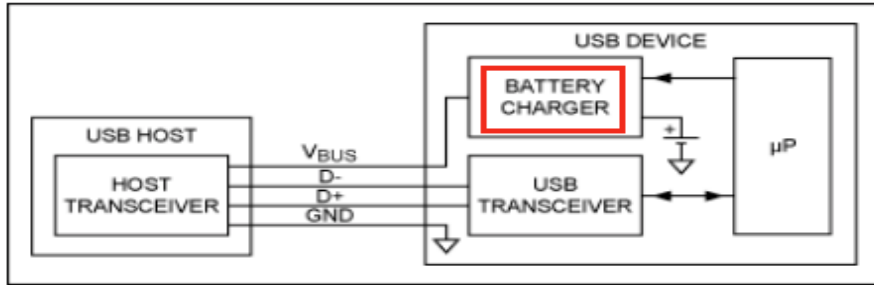 USB DEVICE
BATTERY
CHARGER
+
µP
USB HOST
HOST
TRANSCEIVER
VBUS
D-
D+
GND
USB
TRANSCEIVER